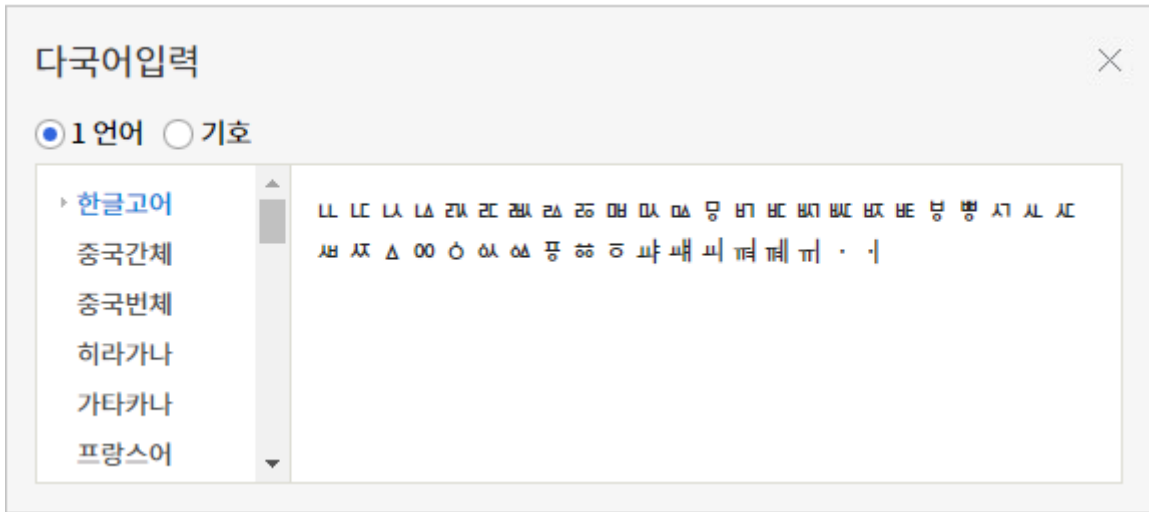 다국어입력
1 언어 기호
한글고어
중국간체
중국번체
히라가나
가타카나
프랑스어
ㅥ ㅦ ㅧ ㅨ ㅩ ㅪ ㅫ ㅬ ㅭ ㅮ ㅯ ㅰ ㅱ ㅲ ㅳ ㅴ ㅵ ㅶ ㅷ ㅸ ㅹ ㅺ ㅻ ㅼ
ㅽ ㅾ ㅿ ㆀ ㆁ ㆂ ㆃ ㆄ ㆅ ㆆ ㆇ ㆈ ㆉ ㆊ ㆋ ㆌ ㆍ ㆎ